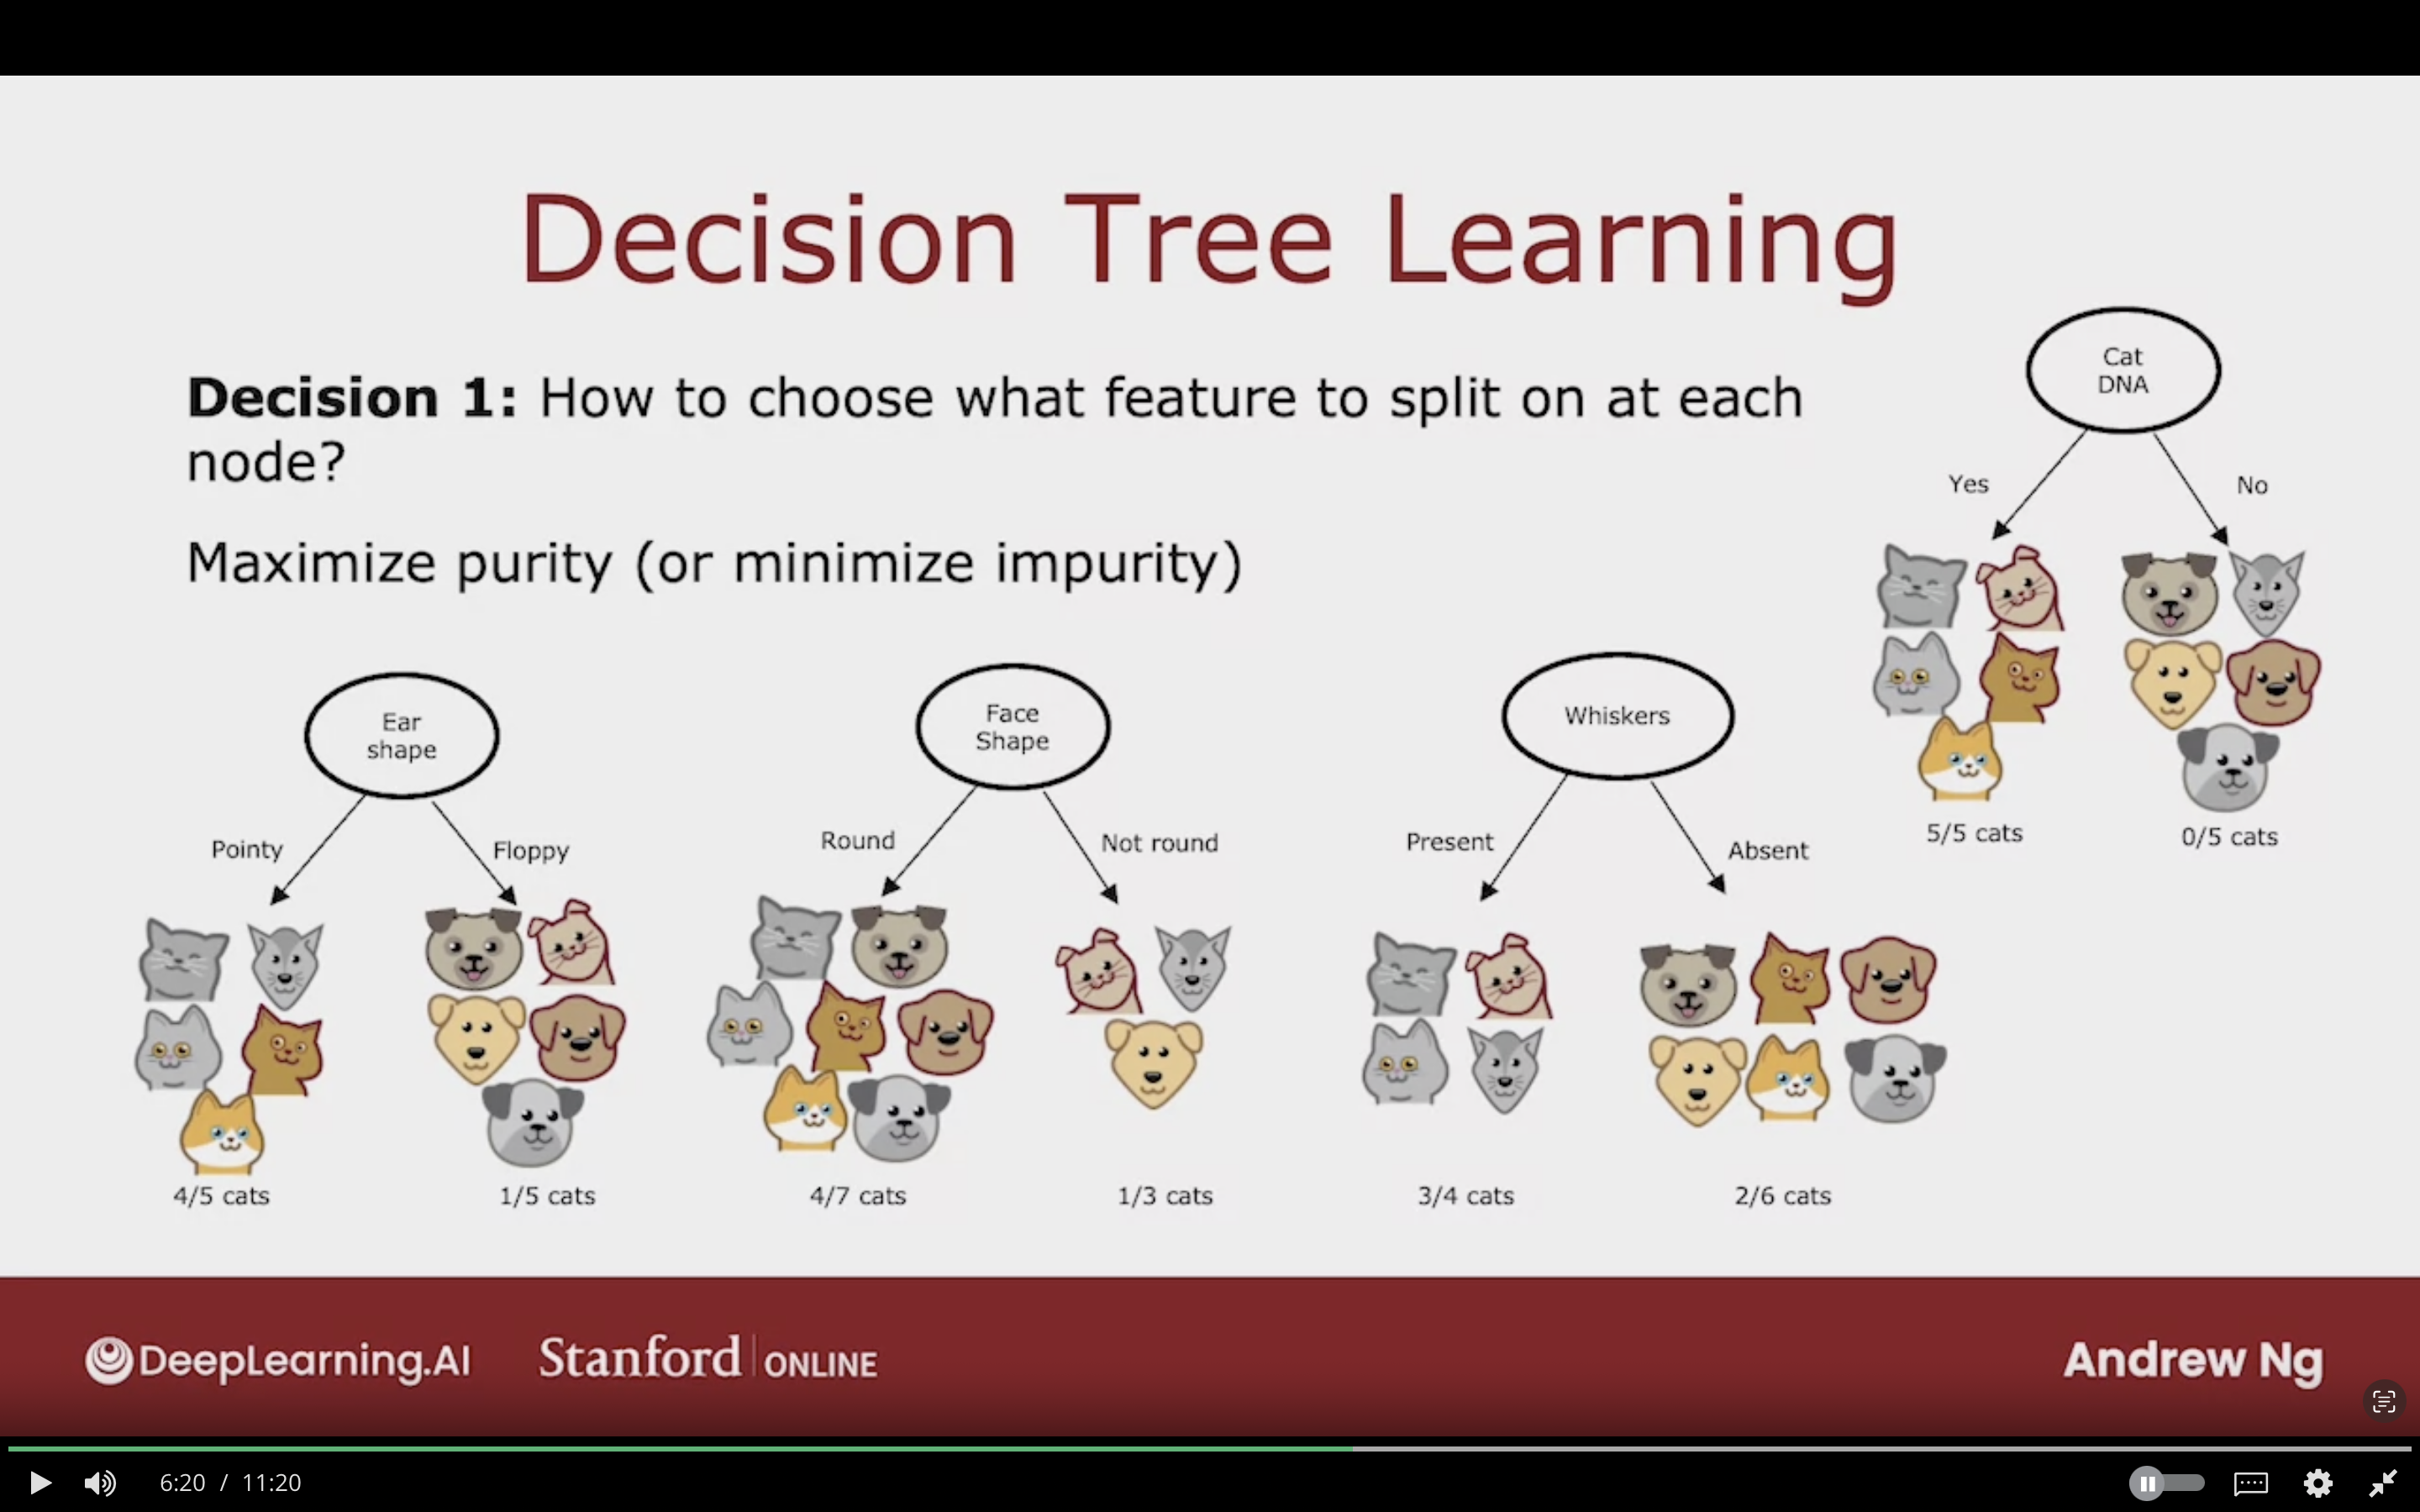 Decision Tree Learning
Decision 1: How to choose what feature to split on at each
node?
Maximize purity (or minimize impurity)
Cat
DNA
Yes
No
5/5 cats
0/5 cats
Ear
shape
Pointy
Floppy
4/5 cats
1/5 cats
Face
Shape
Round
Not round
4/7 cats
1/3 cats
Whiskers
Present
Absent
3/4 cats
2/6 cats
DeepLearning.AI
Stanford ONLINE
Andrew Ng
6:20 / 11:20